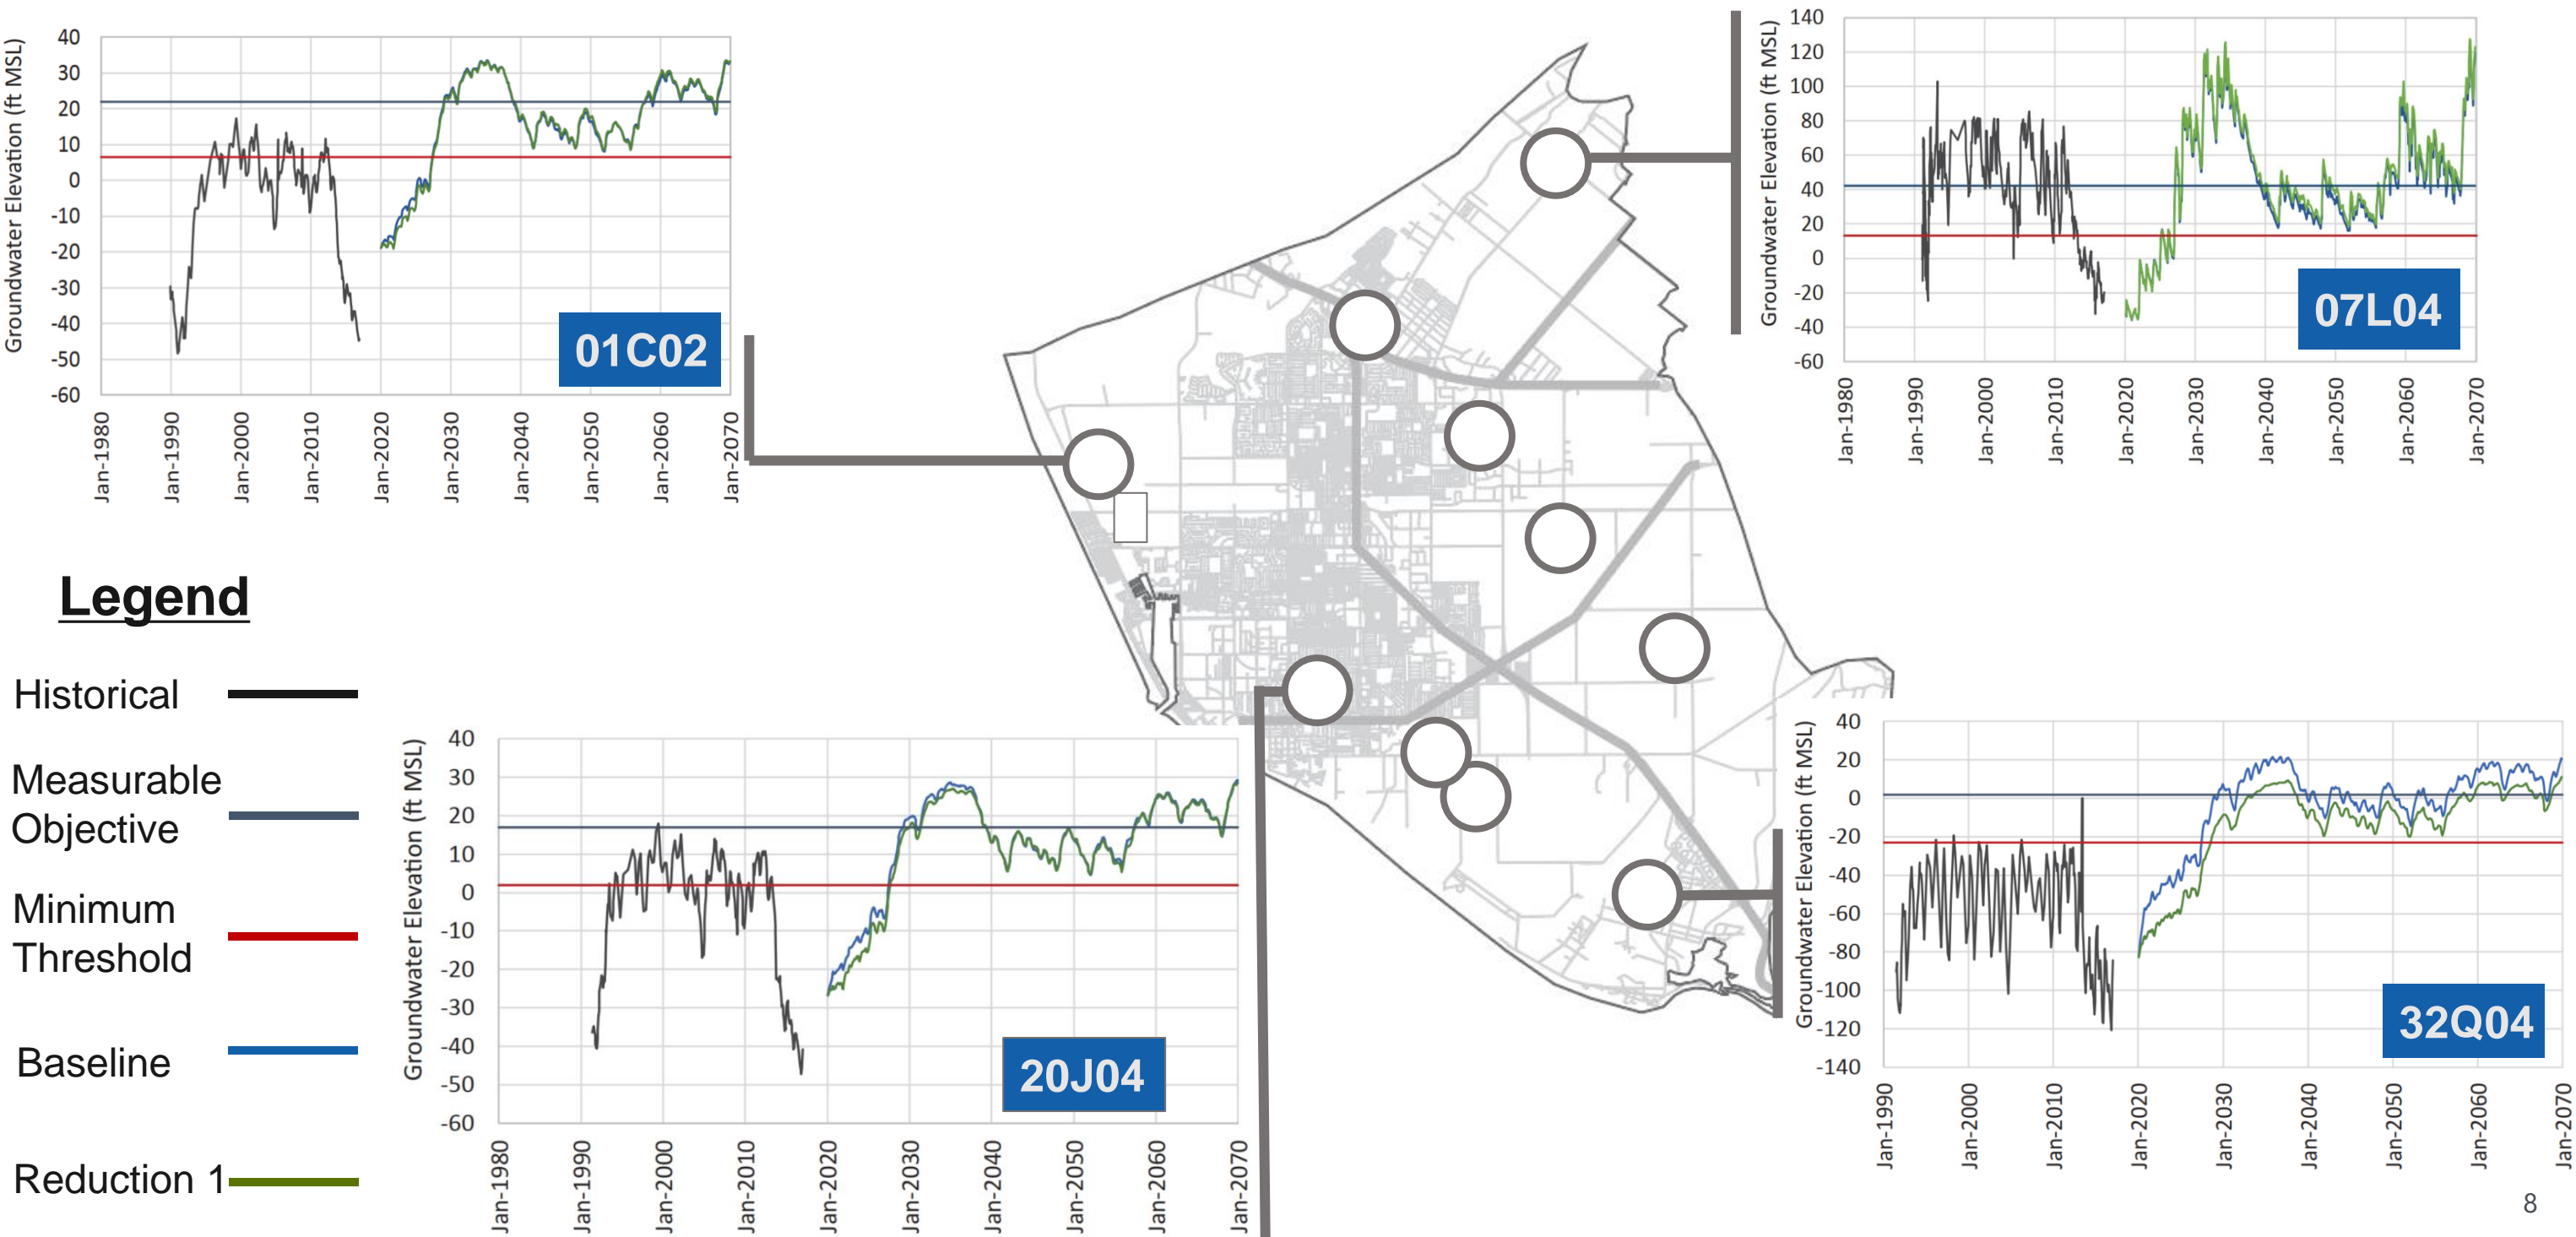 Groundwater Elevation (ft MSL)
40
30
20
10
0
-10
-20
-30
-40
-50
-60
Jan-1980
Jan-1990
Jan-2000
Jan-2010
Jan-2020
Jan-2030
Jan-2040
Jan-2050
Jan-2060
Jan-2070
01C02
Groundwater Elevation (ft MSL)
140
120
100
80
60
40
20
0
-20
-40
-60
Jan-1980
Jan-1990
Jan-2000
Jan-2010
Jan-2020
Jan-2030
Jan-2040
Jan-2050
Jan-2060
Jan-2070
07L04
Legend
Historical
Measurable
Objective
Minimum
Threshold
Baseline
Reduction 1
Groundwater Elevation (ft MSL)
40
30
20
10
0
-10
-20
-30
-40
-50
-60
Jan-1980
Jan-1990
Jan-2000
Jan-2010
Jan-2020
Jan-2030
Jan-2040
Jan-2050
Jan-2060
Jan-2070
20J04
Groundwater Elevation (ft MSL)
40
20
0
-20
-40
-60
-80
-100
-120
-140
Jan-1990
Jan-2000
Jan-2010
Jan-2020
Jan-2030
Jan-2040
Jan-2050
Jan-2060
Jan-2070
32Q04
8